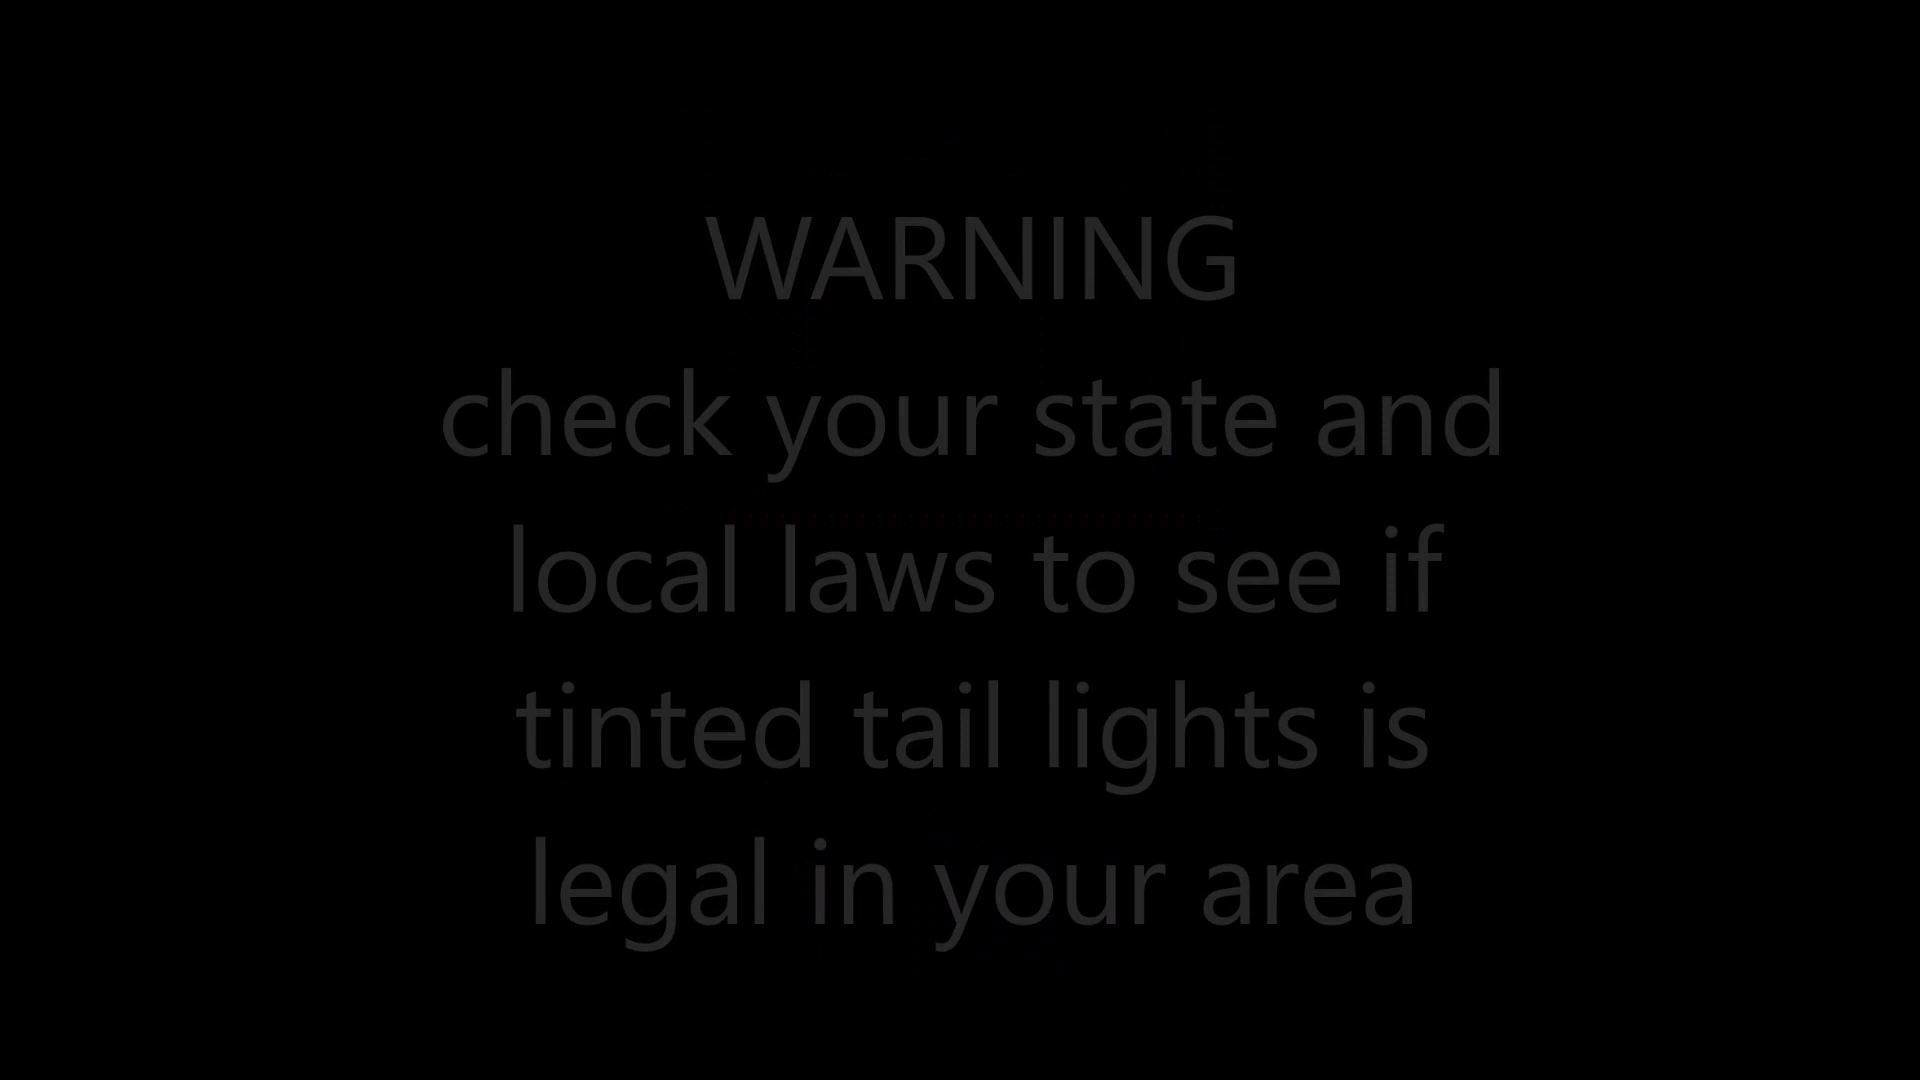 WARNING
check your state and
local laws to see if
tinted tail lights is
legal in your area